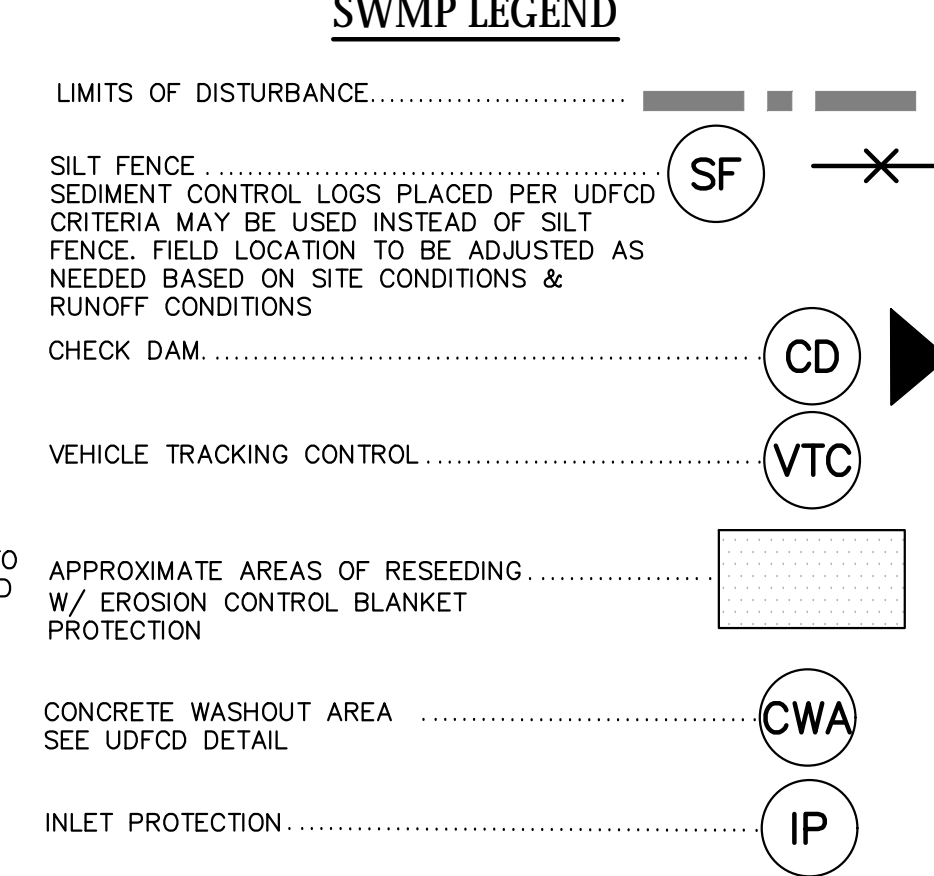 SWMP LEGEND
LIMITS OF DISTURBANCE...........................
SILT FENCE ................................................ SF
SEDIMENT CONTROL LOGS PLACED PER UDFCD
CRITERIA MAY BE USED INSTEAD OF SILT
FENCE. FIELD LOCATION TO BE ADJUSTED AS
NEEDED BASED ON SITE CONDITIONS &
RUNOFF CONDITIONS
CHECK DAM........................................................... CD
VEHICLE TRACKING CONTROL.................................... VTC
APPROXIMATE AREAS OF RESEEDING....................
W/ EROSION CONTROL BLANKET
PROTECTION
CONCRETE WASHOUT AREA .................................... CWA
SEE UDFCD DETAIL
INLET PROTECTION.................................................. IP